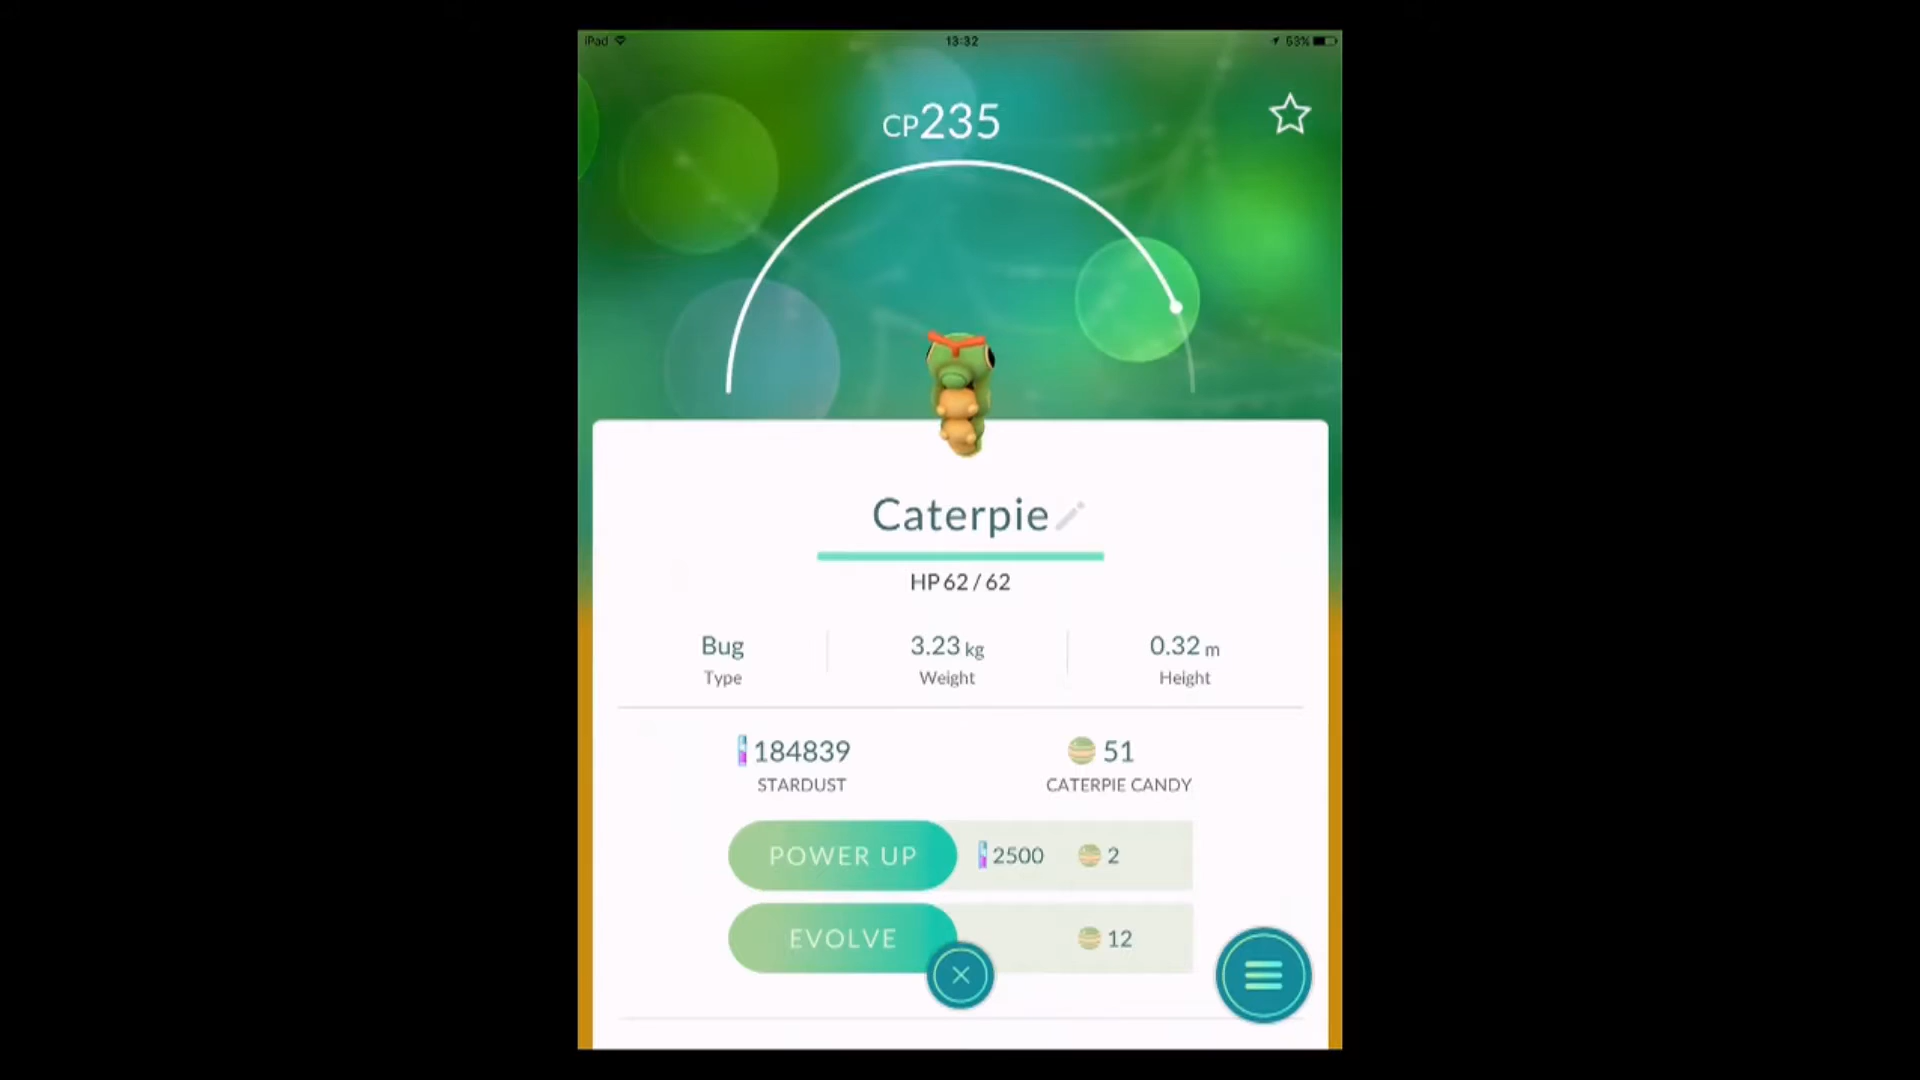 iPad 13:32 63%
CP235
Caterpie
HP 62 / 62
Bug 3.23 kg 0.32 m
Type Weight Height
184839 51
STARDUST CATERPIE CANDY
POWER UP 2500 2
EVOLVE 12